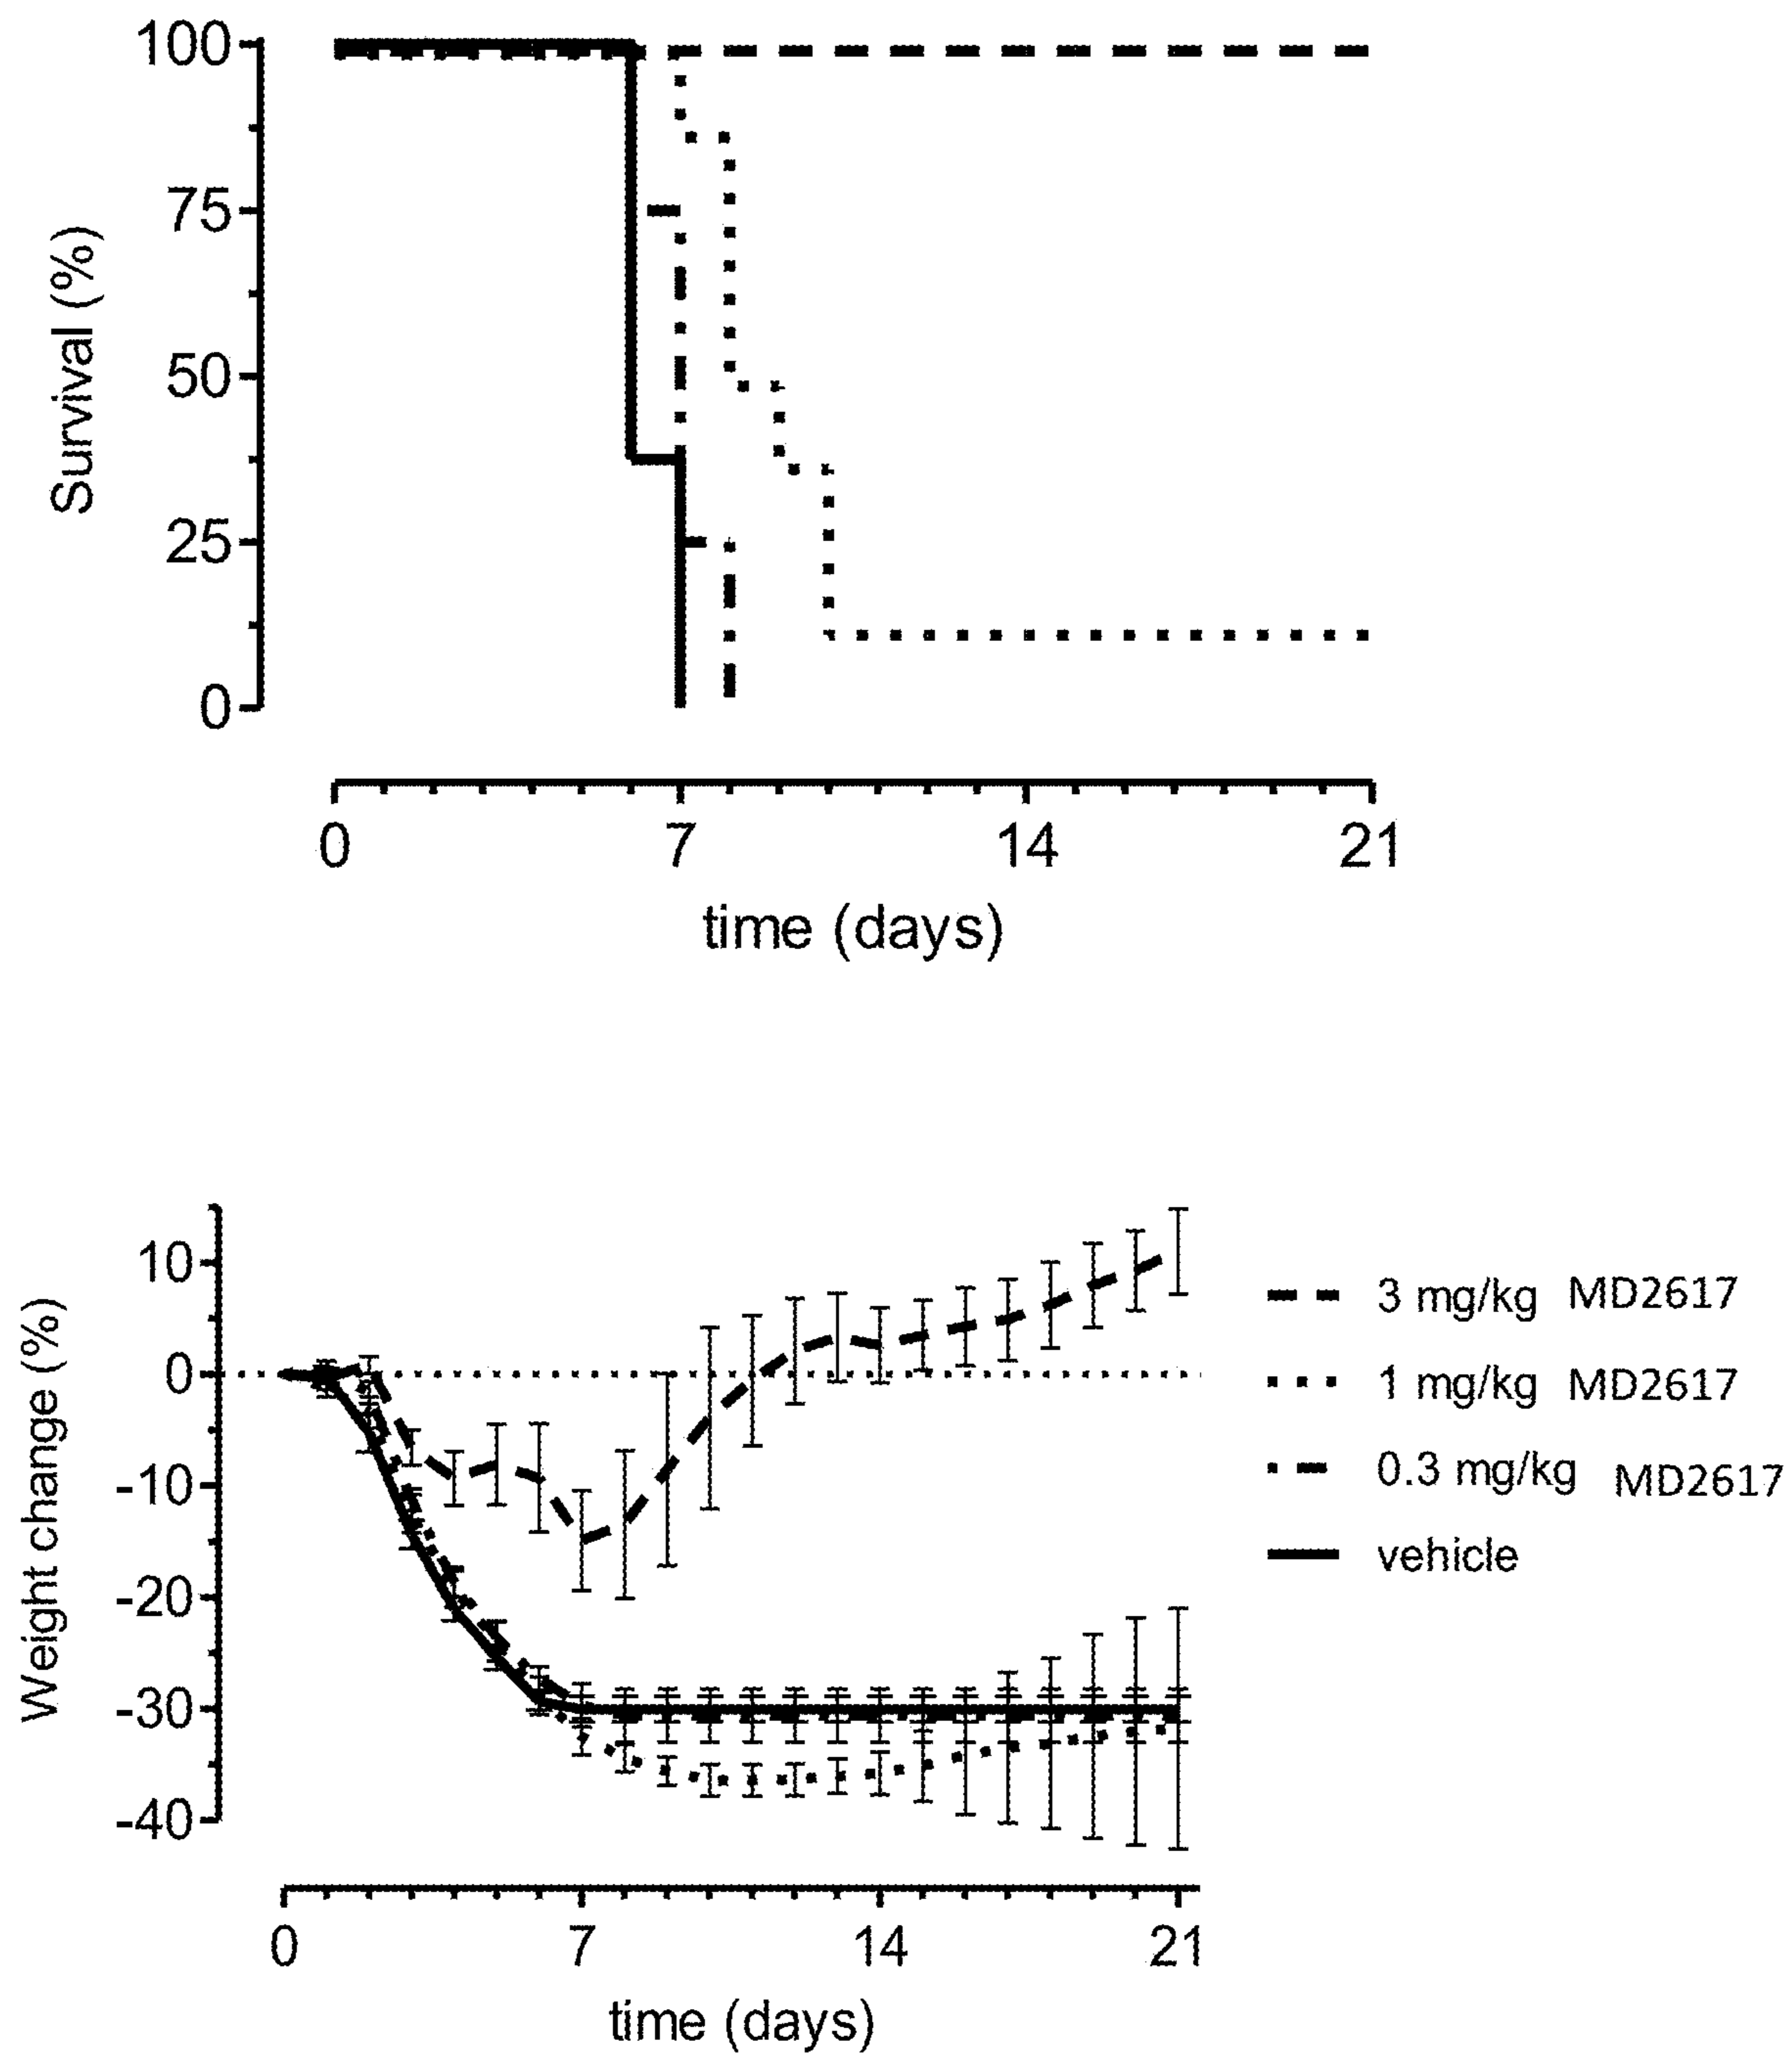 100
75
50
25
0
Survival (%)
0 7 14 21
time (days)
10
0
-10
-20
-30
-40
Weight change (%)
0 7 14 21
time (days)
3 mg/kg MD2617
1 mg/kg MD2617
0.3 mg/kg MD2617
vehicle